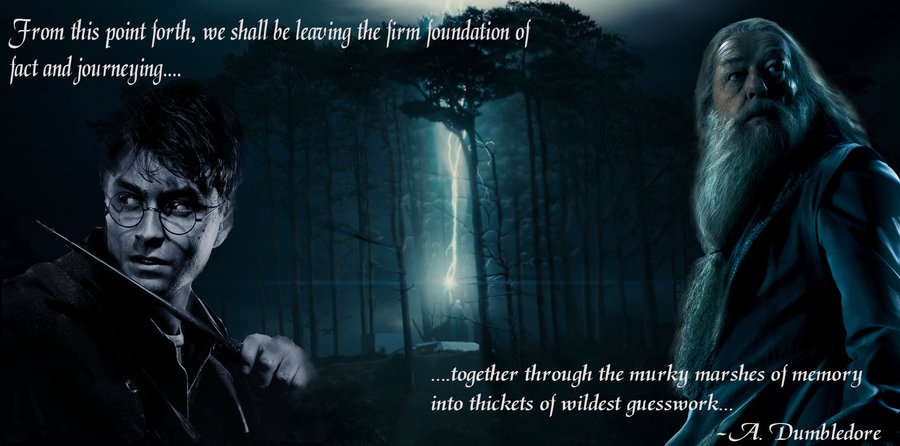 From this point forth, we shall be leaving the firm foundation of
fact and journeying....
....together through the murky marshes of memory
into thickets of wildest guesswork...
~A. Dumbledore